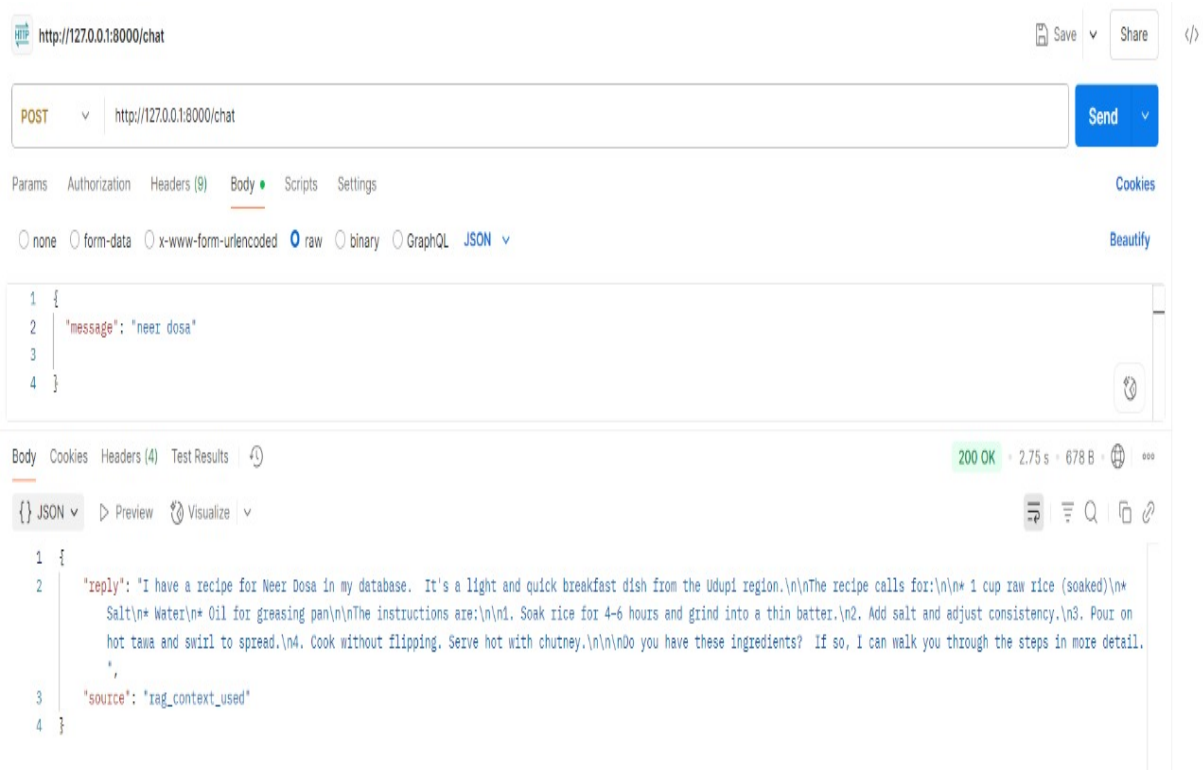 HTTP http://127.0.0.1:8000/chat Save Share </>
POST http://127.0.0.1:8000/chat Send
Params Authorization Headers (9) Body Scripts Settings Cookies
none form-data x-www-form-urlencoded raw binary GraphQL JSON Beautify
1 {
2 "message": "neer dosa"
3
4 }
Body Cookies Headers (4) Test Results 200 OK 2.75 s 678 B
{} JSON Preview Visualize
1 {
2 "reply": "I have a recipe for Neer Dosa in my database.  It's a light and quick breakfast dish from the Udupi region.\n\nThe recipe calls for:\n\n* 1 cup raw rice (soaked)\n*
Salt\n* Water\n* Oil for greasing pan\n\nThe instructions are:\n\n1. Soak rice for 4-6 hours and grind into a thin batter.\n2. Add salt and adjust consistency.\n3. Pour on
hot tawa and swirl to spread.\n4. Cook without flipping. Serve hot with chutney.\n\n\nDo you have these ingredients?  If so, I can walk you through the steps in more detail.
",
3 "source": "rag_context_used"
4 }